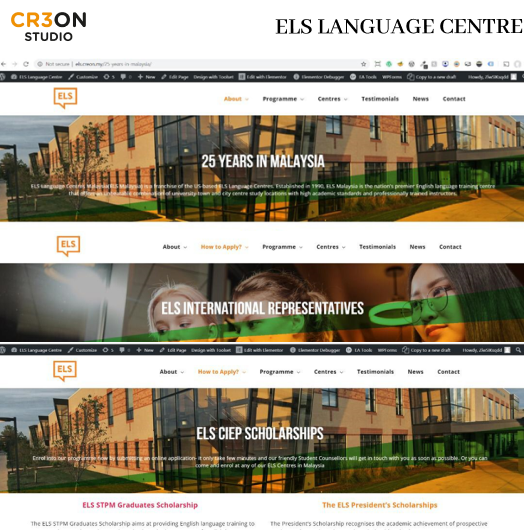 CR3ON
STUDIO
ELS LANGUAGE CENTRE
Not secure | els.creon.my/25-years-in-malaysia/
ELS Language Centre Customize 5 0 + New Edit Page Design with Toolset Edit with Elementor Elementor Debugger EA Tools WPForms Copy to a new draft Howdy,
ELS
About Programme Centres Testimonials News Contact
25 YEARS IN MALAYSIA
ELS Language Centres, Malaysia (ELS Malaysia) is a franchise of the US-based ELS Language Centres. Established in 1990, ELS Malaysia is the nation's premier English language training centre
that offers an combination of university-town and city centre study locations with high academic standards and professionally trained instructors.
ELS
About How to Apply? Programme Centres Testimonials News Contact
ELS INTERNATIONAL REPRESENTATIVES
ELS Language Centre Customize 5 0 + New Edit Page Design with Toolset Edit with Elementor Elementor Debugger EA Tools WPForms Copy to a new draft Howdy,
ELS
About How to Apply? Programme Centres Testimonials News Contact
ELS CIEP SCHOLARSHIPS
Enrol into our programme now by submitting an online application- It only take few minutes and our friendly Student Counsellors will get in touch with you as soon as possible. Or you can
come and enrol at any of our ELS Centres in Malaysia
ELS STPM Graduates Scholarship The ELS President's Scholarships
The ELS STPM Graduates Scholarship aims at providing English language training to The President's Scholarship recognises the academic achievement of prospective